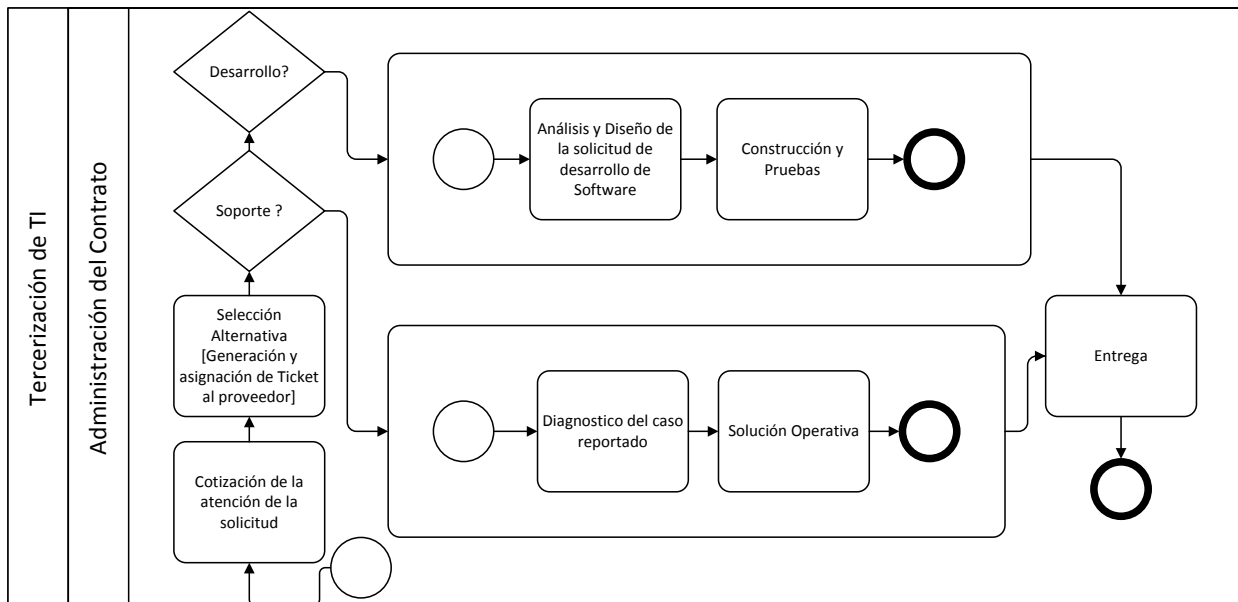 Tercerización de TI
Administración del Contrato
Desarrollo?
Soporte ?
Selección
Alternativa
[Generación y
asignación de Ticket
al proveedor]
Cotización de la
atención de la
solicitud
Análisis y Diseño de
la solicitud de
desarrollo de
Software
Construcción y
Pruebas
Diagnostico del caso
reportado
Solución Operativa
Entrega